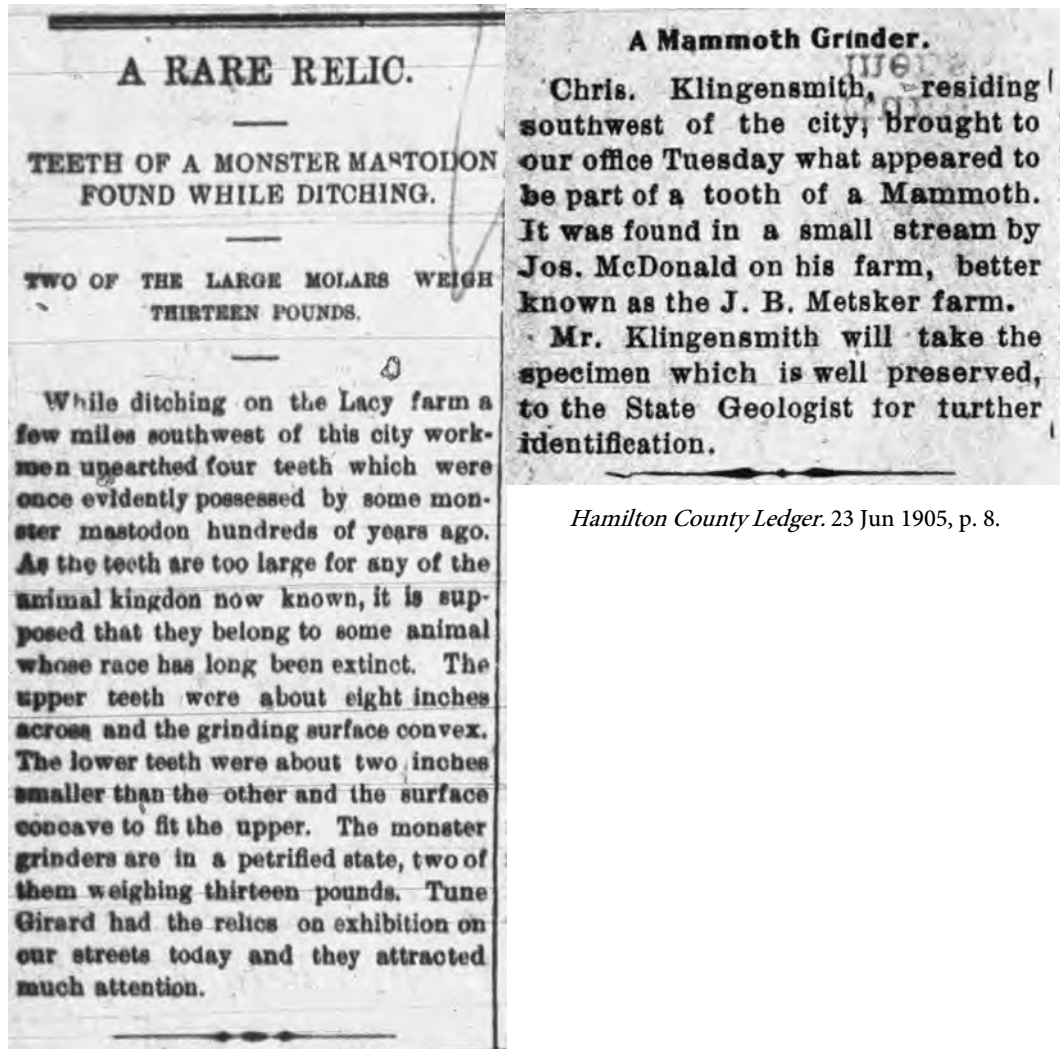 A RARE RELIC.
TEETH OF A MONSTER MASTODON
FOUND WHILE DITCHING.
TWO OF THE LARGE MOLARS WEIGH
THIRTEEN POUNDS.
While ditching on the Lacy farm a
few miles southwest of this city work-
men unearthed four teeth which were
once evidently possessed by some mon-
ster mastodon hundreds of years ago.
As the teeth are too large for any of the
animal kingdon now known, it is sup-
posed that they belong to some animal
whose race has long been extinct. The
upper teeth were about eight inches
across and the grinding surface convex.
The lower teeth were about two inches
smaller than the other and the surface
concave to fit the upper. The monster
grinders are in a petrified state, two of
them weighing thirteen pounds. Tune
Girard had the relics on exhibition on
our streets today and they attracted
much attention.
A Mammoth Grinder.
Chris. Klingensmith, residing
southwest of the city, brought to
our office Tuesday what appeared to
be part of a tooth of a Mammoth.
It was found in a small stream by
Jos. McDonald on his farm, better
known as the J. B. Metsker farm.
Mr. Klingensmith will take the
specimen which is well preserved,
to the State Geologist for further
identification.
Hamilton County Ledger. 23 Jun 1905, p. 8.